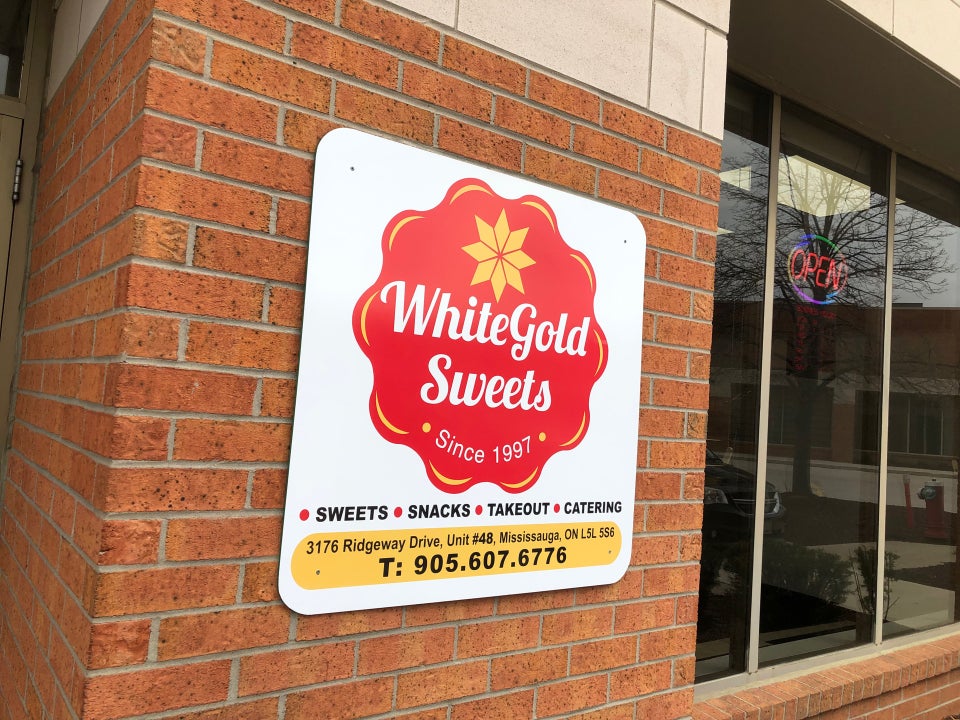 WhiteGold
Sweets
• Since 1997 •
• SWEETS • SNACKS • TAKEOUT • CATERING
3176 Ridgeway Drive, Unit #48, Mississauga, ON L5L 5S6
T: 905.607.6776
OPEN